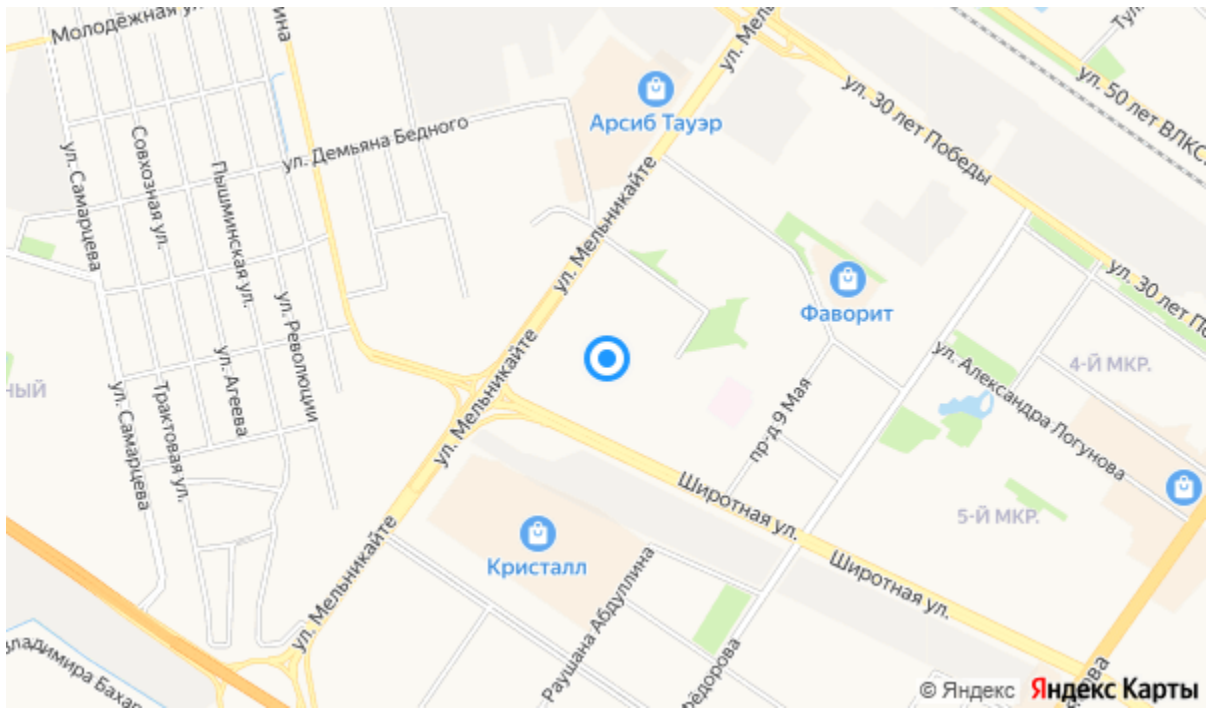 Молодёжная ул.
ул. Мельникайте
Арсиб Тауэр
ул. 30 лет Победы
ул. 50 лет ВЛКС
ул. Демьяна Бедного
ул. Самарцева
Совхозная ул.
Пышминская ул.
ул. Революции
ул. Мельникайте
ул. 30 лет
Фаворит
ул. Мельникайте
ул. Александра Логунова
4-Й МКР.
ул. Агеева
Трактовая ул.
ул. Самарцева
пр-д 9 Мая
Широтная ул.
5-Й МКР.
Кристалл
Широтная ул.
ул. Мельникайте
Раушана Абдуллина
© Яндекс Яндекс Карты